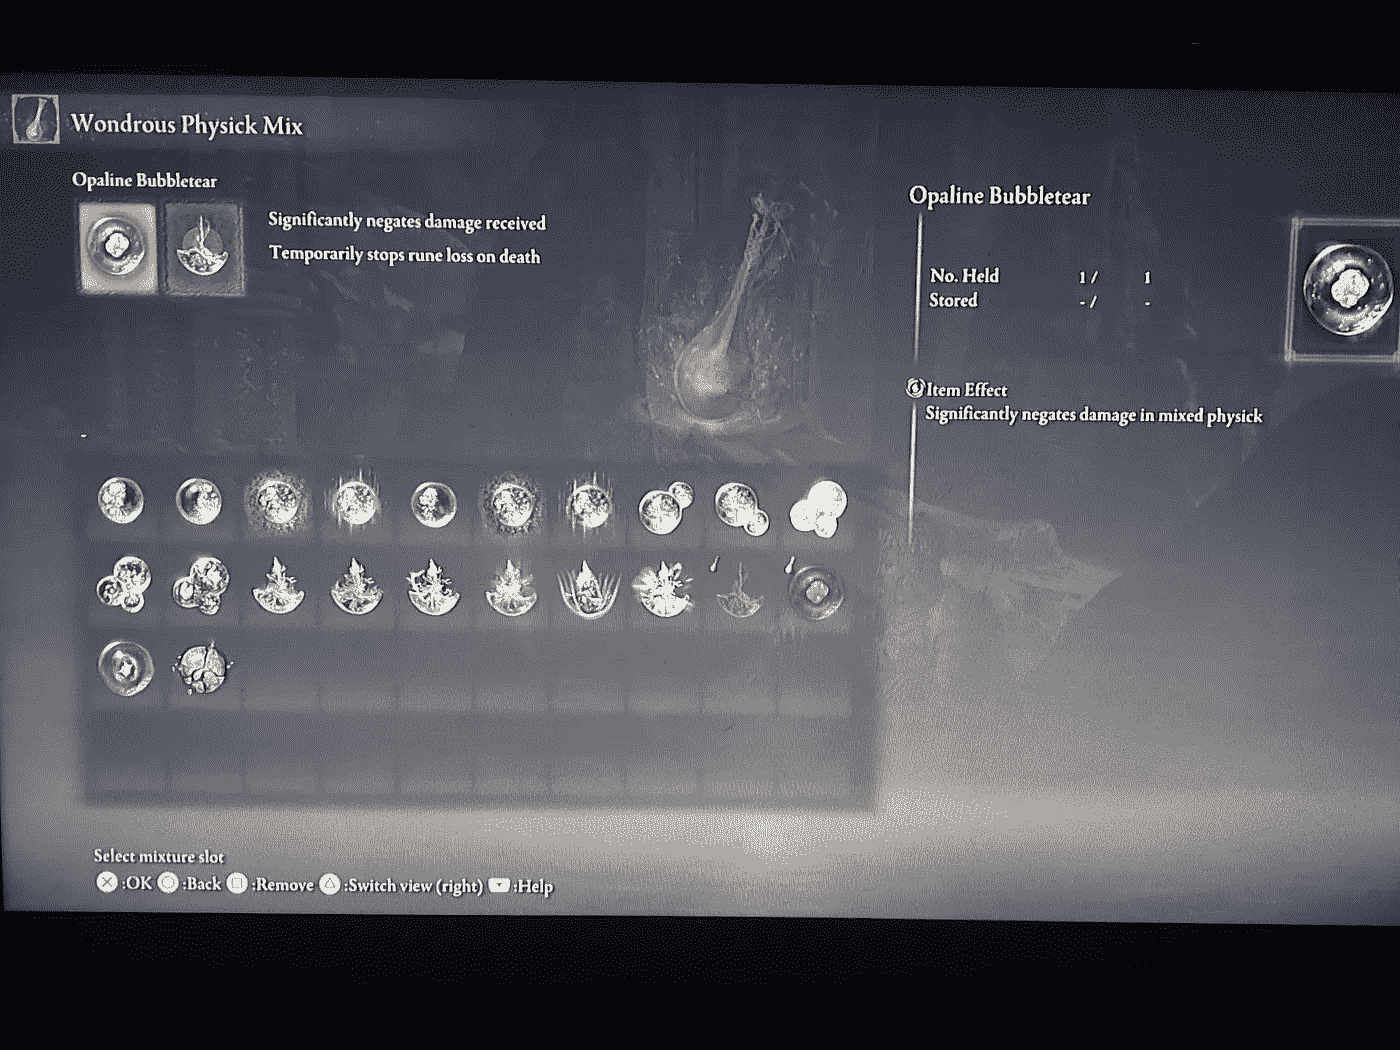 Wondrous Physick Mix
Opaline Bubbletear
Significantly negates damage received
Temporarily stops rune loss on death
Opaline Bubbletear
No. Held 1 / 1
Stored - / -
Item Effect
Significantly negates damage in mixed physick
Select mixture slot
:OK :Back :Remove :Switch view (right) :Help